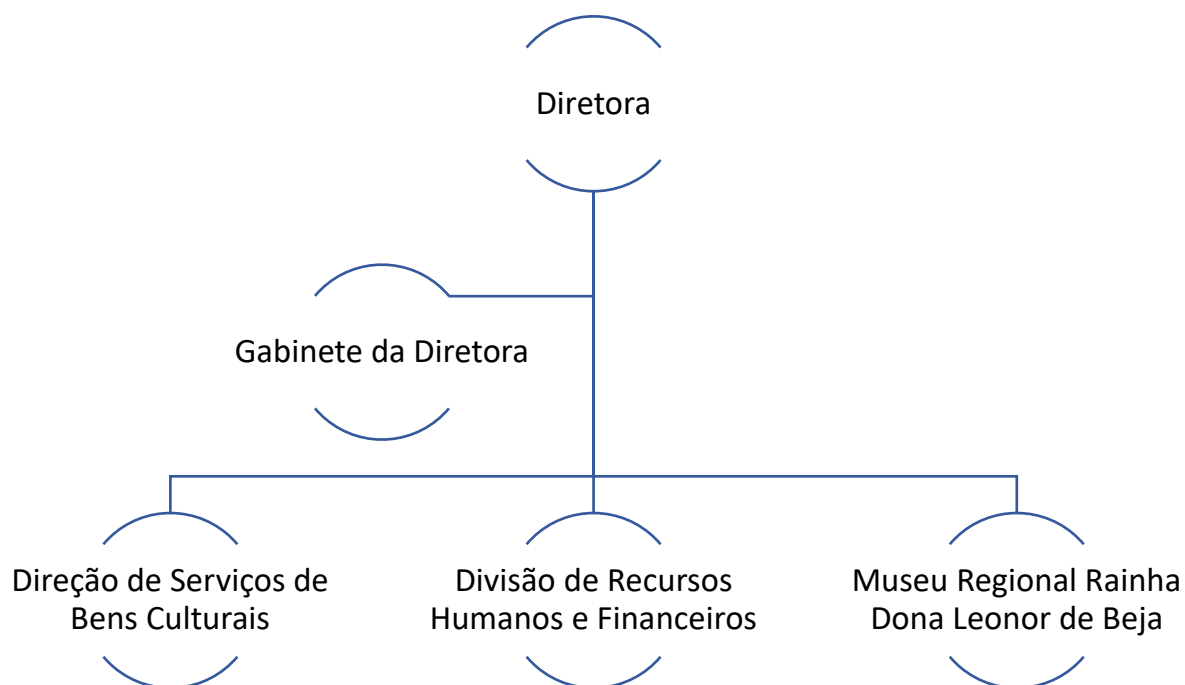 Diretora
Gabinete da Diretora
Direção de Serviços de
Bens Culturais
Divisão de Recursos
Humanos e Financeiros
Museu Regional Rainha
Dona Leonor de Beja